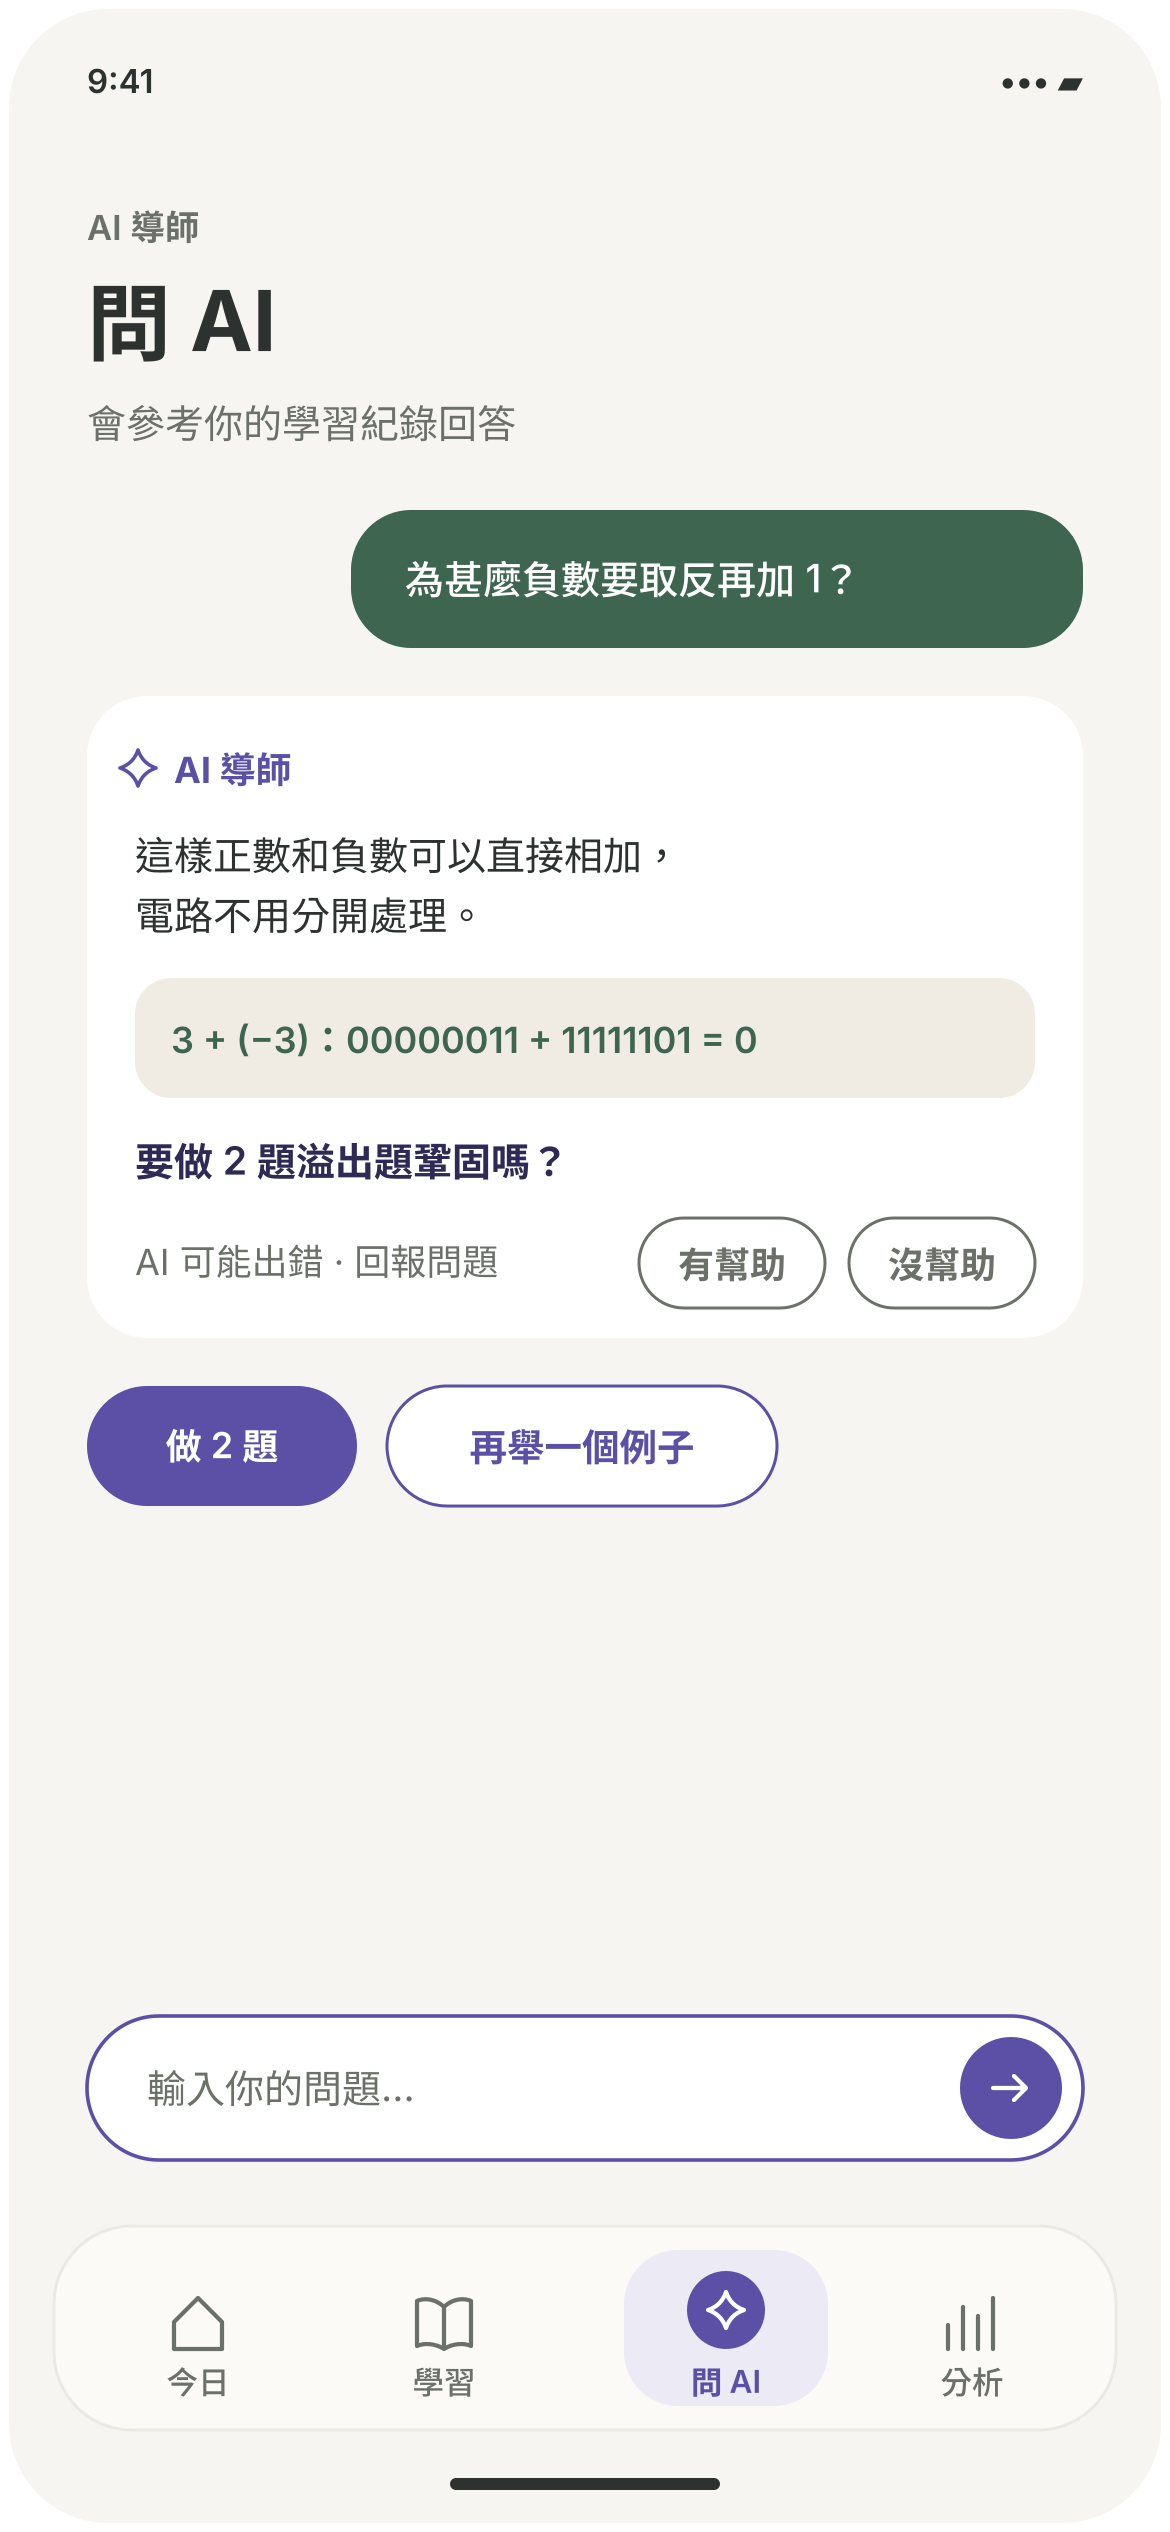 9:41
AI 導師
問 AI
會參考你的學習紀錄回答
為甚麼負數要取反再加 1？
AI 導師
這樣正數和負數可以直接相加，
電路不用分開處理。
3 + (−3)：00000011 + 11111101 = 0
要做 2 題溢出題鞏固嗎？
AI 可能出錯 · 回報問題
有幫助
沒幫助
做 2 題
再舉一個例子
輸入你的問題...
今日
學習
問 AI
分析